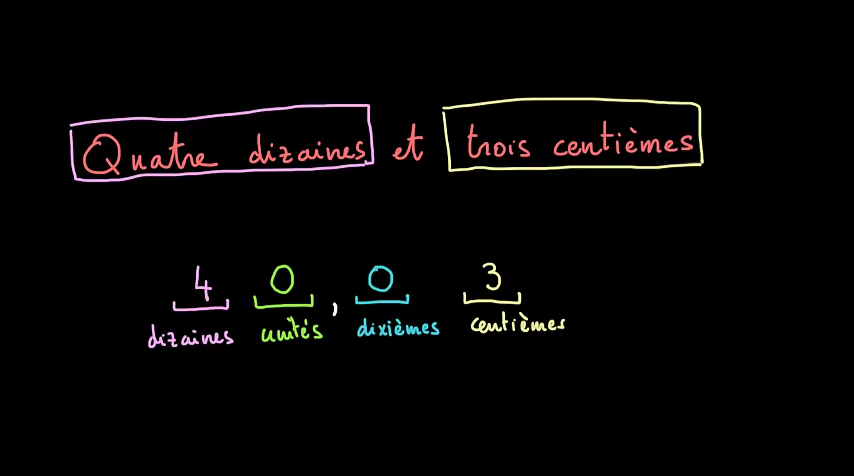 Quatre dizaines et trois centièmes
4 0 , 0 3
dizaines unités dixièmes centièmes